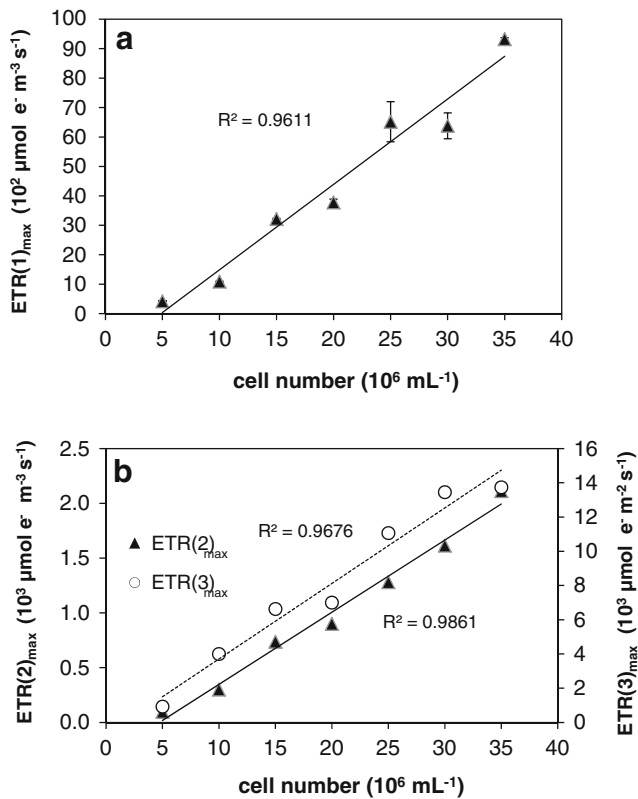 a
ETR(1)max (10² µmol e⁻ m⁻³ s⁻¹)
100
90
80
70
60
50
40
30
20
10
0
R² = 0.9611
0 5 10 15 20 25 30 35 40
cell number (10⁶ mL⁻¹)
b
ETR(2)max (10³ µmol e⁻ m⁻³ s⁻¹)
2.5
2.0
1.5
1.0
0.5
0.0
ETR(2)max
ETR(3)max
R² = 0.9676
R² = 0.9861
16
14
12
10
8
6
4
2
0
ETR(3)max (10³ µmol e⁻ m⁻² s⁻¹)
0 5 10 15 20 25 30 35 40
cell number (10⁶ mL⁻¹)